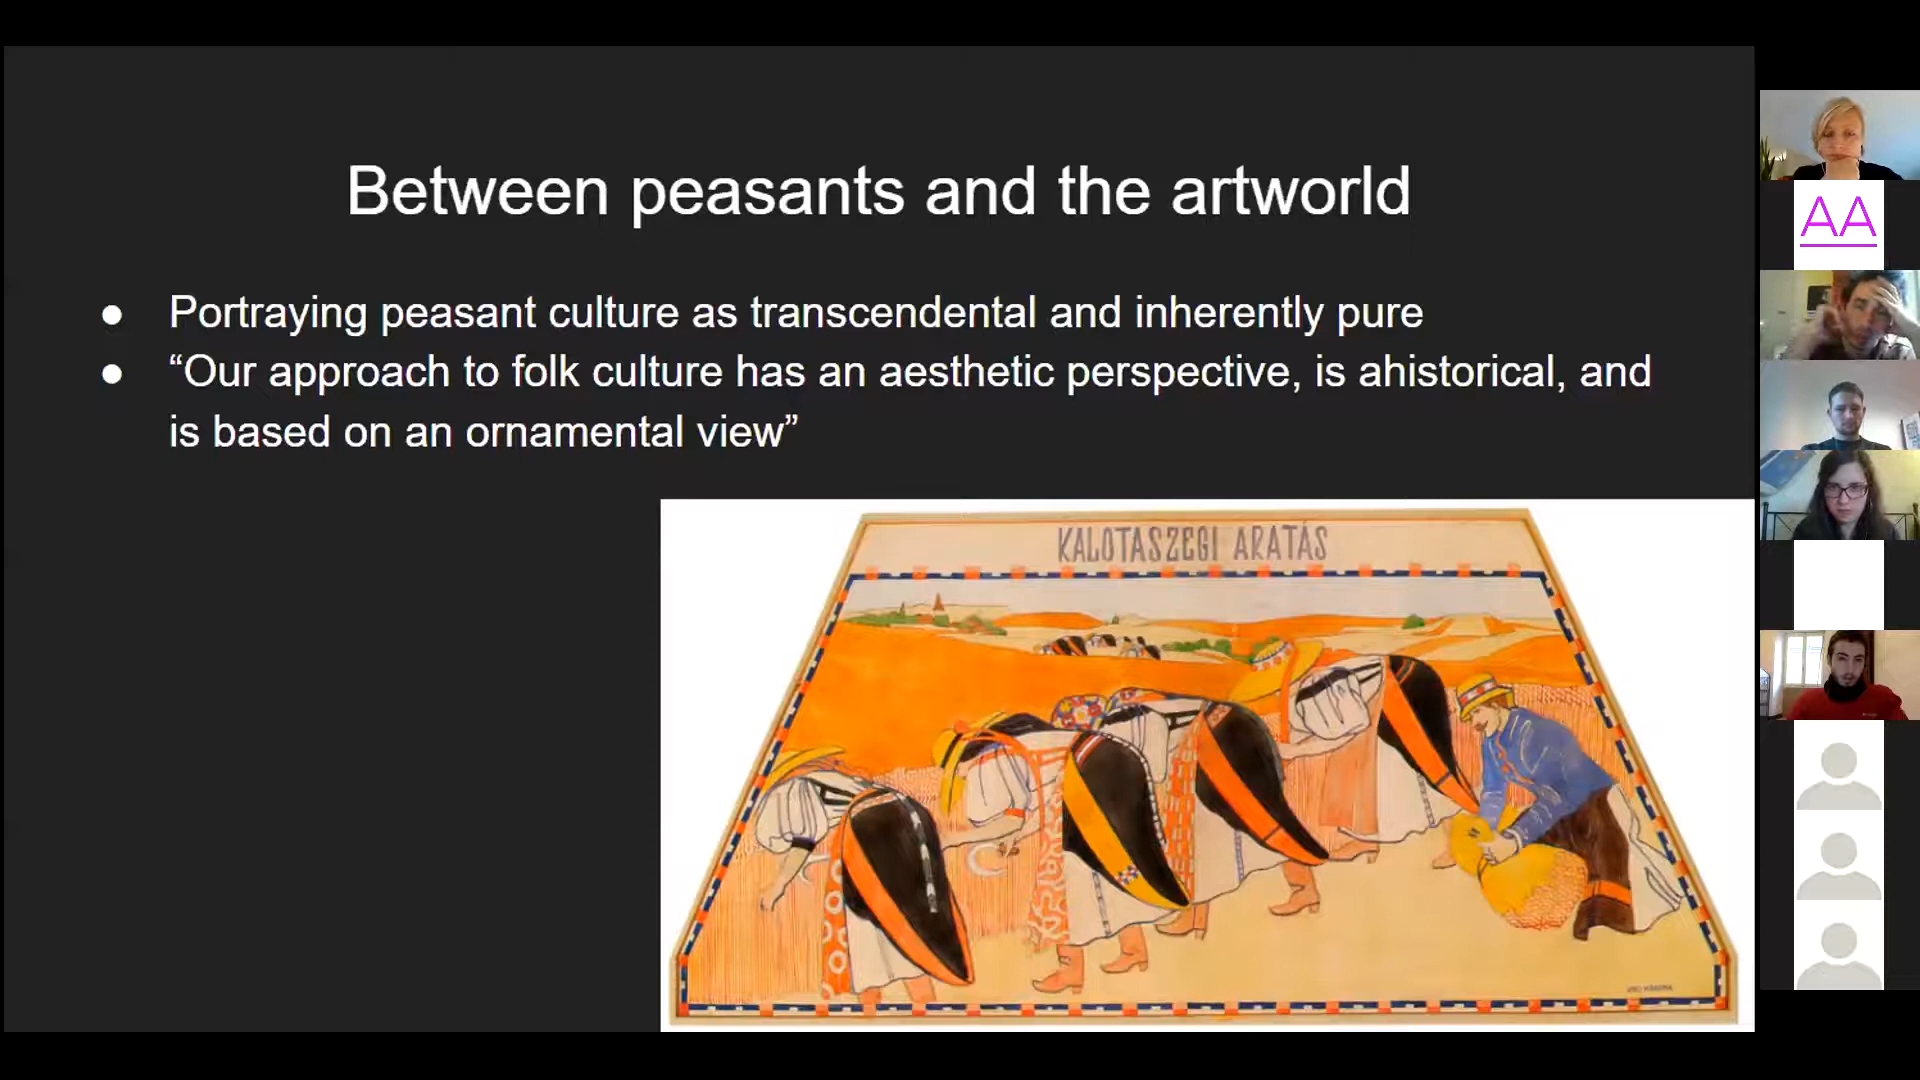 Between peasants and the artworld
Portraying peasant culture as transcendental and inherently pure
“Our approach to folk culture has an aesthetic perspective, is ahistorical, and
is based on an ornamental view”
KALOTASZEGI ARATÁS
AA